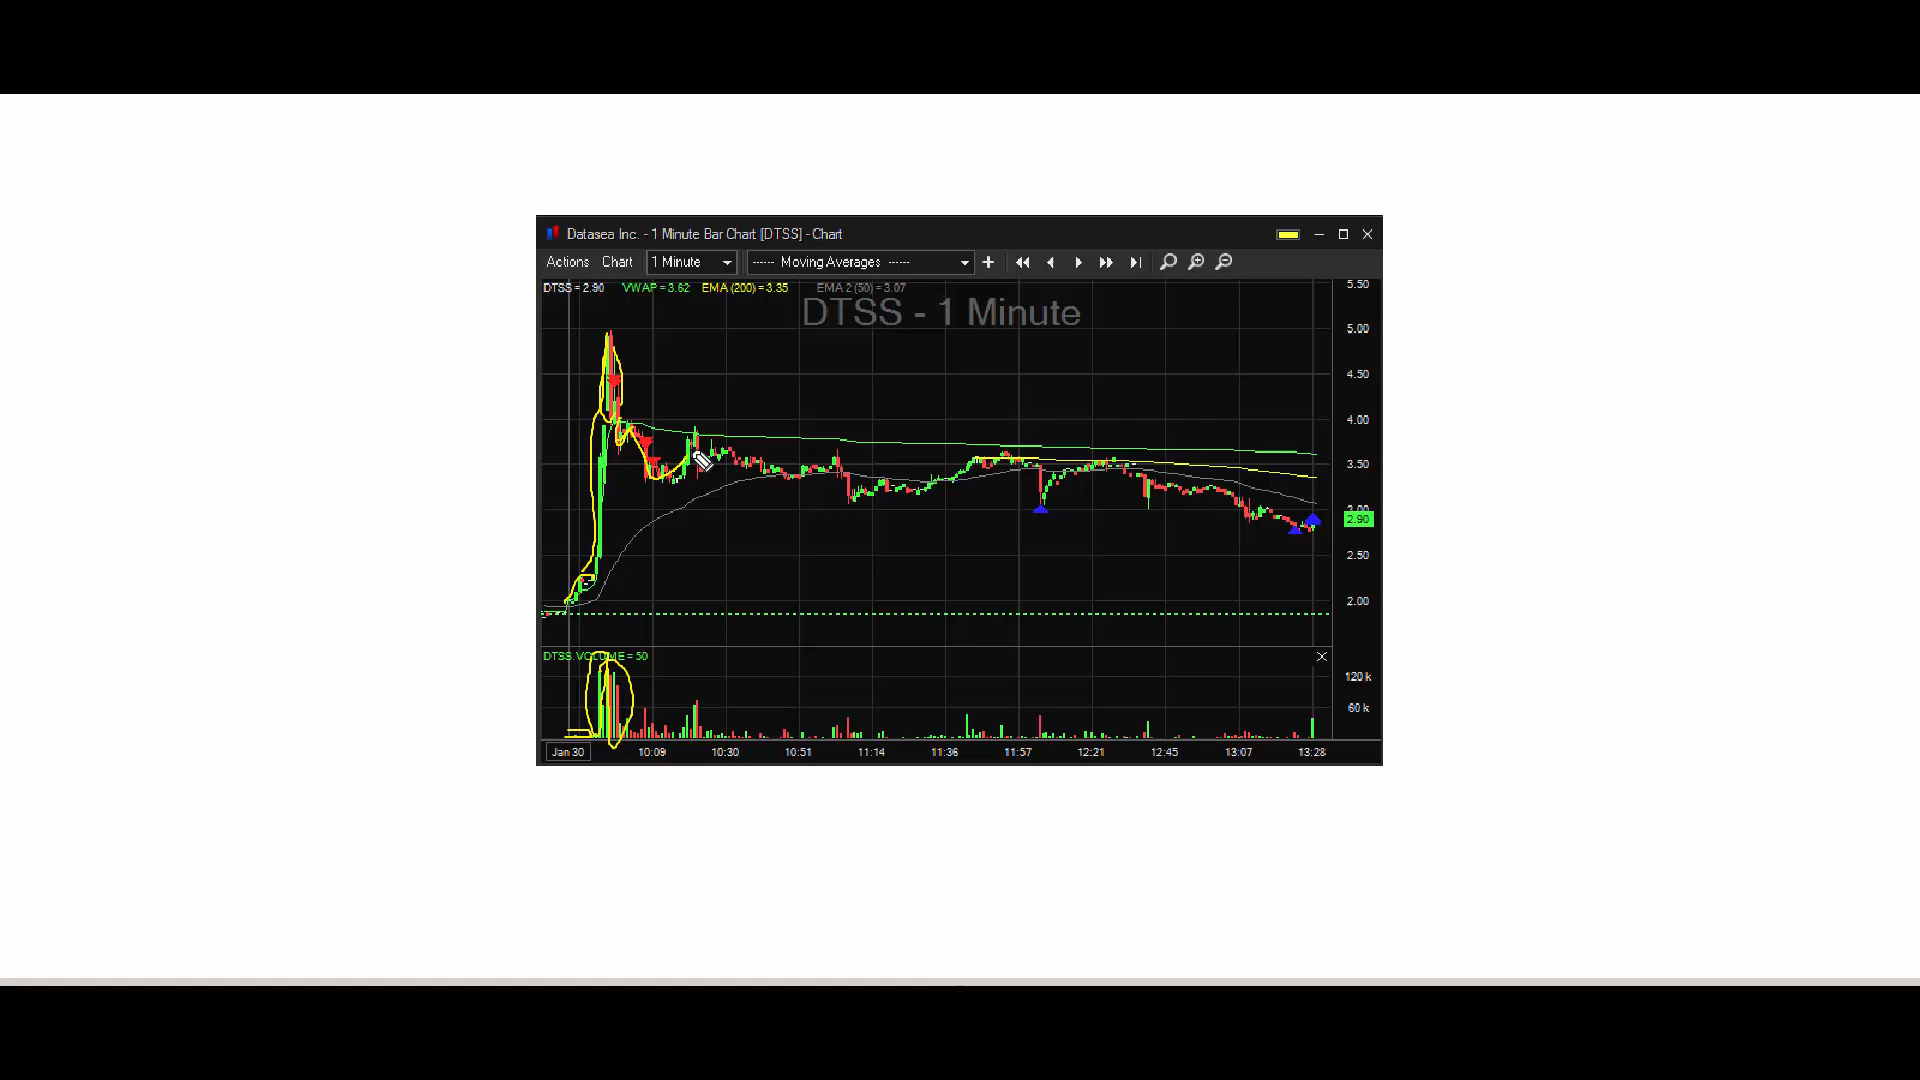 Datasea Inc. - 1 Minute Bar Chart [DTSS] - Chart
Actions Chart 1 Minute ------ Moving Averages ------
DTSS = 2.90 VWAP = 3.62 EMA (200) = 3.35 EMA 2 (50) = 3.07
DTSS - 1 Minute
5.50
5.00
4.50
4.00
3.50
3.00
2.90
2.50
2.00
DTSS.VOLUME = 50
120 k
60 k
Jan 30 10:09 10:30 10:51 11:14 11:36 11:57 12:21 12:45 13:07 13:28